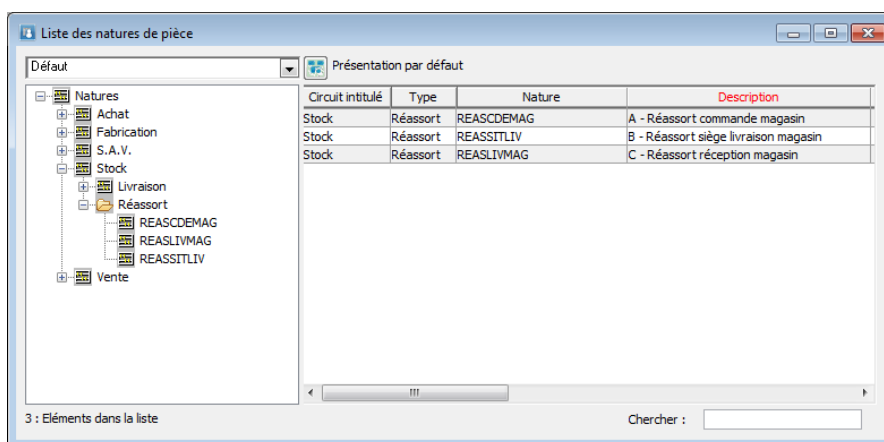 Liste des natures de pièce
Défaut
Présentation par défaut
Natures
Achat
Fabrication
S.A.V.
Stock
Livraison
Réassort
REASCDEMAG
REASLIVMAG
REASSITLIV
Vente
Circuit intitulé Type Nature Description
Stock Réassort REASCDEMAG A - Réassort commande magasin
Stock Réassort REASSITLIV B - Réassort siège livraison magasin
Stock Réassort REASLIVMAG C - Réassort réception magasin
3 : Eléments dans la liste
Chercher :